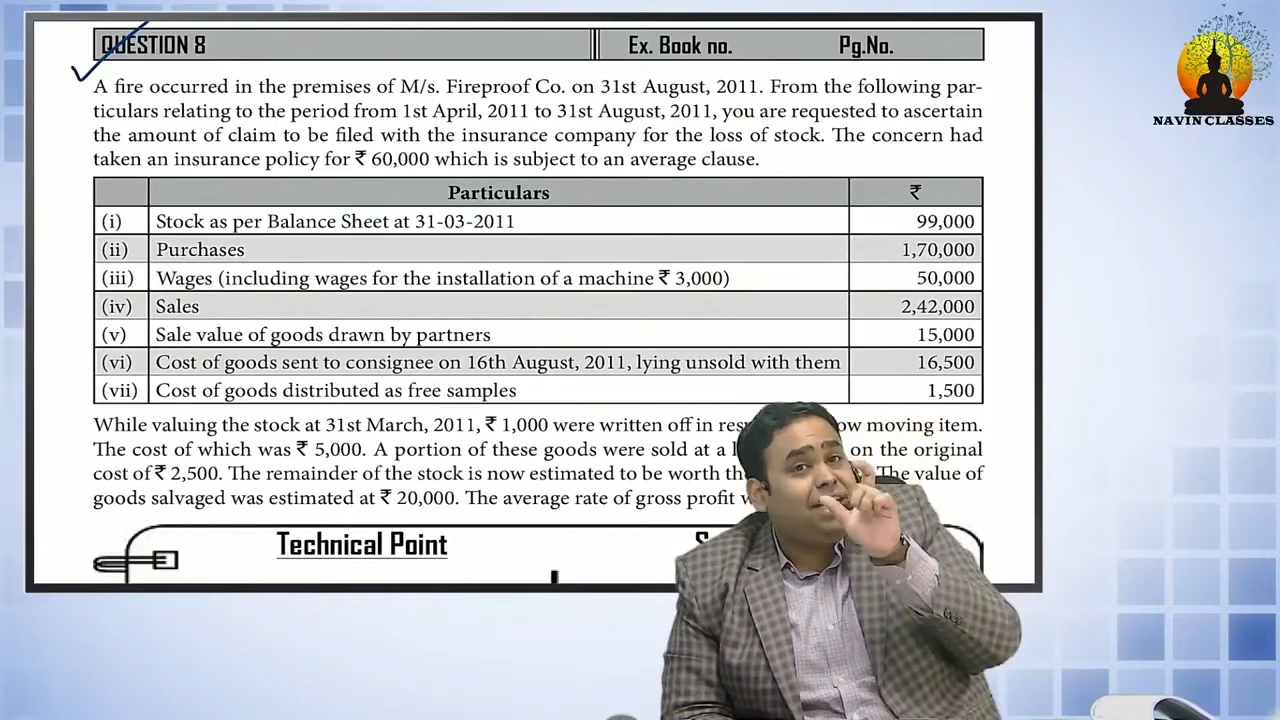 QUESTION 8 Ex. Book no. Pg.No.
NAVIN CLASSES
A fire occurred in the premises of M/s. Fireproof Co. on 31st August, 2011. From the following par-
ticulars relating to the period from 1st April, 2011 to 31st August, 2011, you are requested to ascertain
the amount of claim to be filed with the insurance company for the loss of stock. The concern had
taken an insurance policy for ₹ 60,000 which is subject to an average clause.
Particulars ₹
(i) Stock as per Balance Sheet at 31-03-2011 99,000
(ii) Purchases 1,70,000
(iii) Wages (including wages for the installation of a machine ₹ 3,000) 50,000
(iv) Sales 2,42,000
(v) Sale value of goods drawn by partners 15,000
(vi) Cost of goods sent to consignee on 16th August, 2011, lying unsold with them 16,500
(vii) Cost of goods distributed as free samples 1,500
While valuing the stock at 31st March, 2011, ₹ 1,000 were written off in moving item.
The cost of which was ₹ 5,000. A portion of these goods were sold at a on the original
cost of ₹ 2,500. The remainder of the stock is now estimated to be worth value of
goods salvaged was estimated at ₹ 20,000. The average rate of gross profit
Technical Point